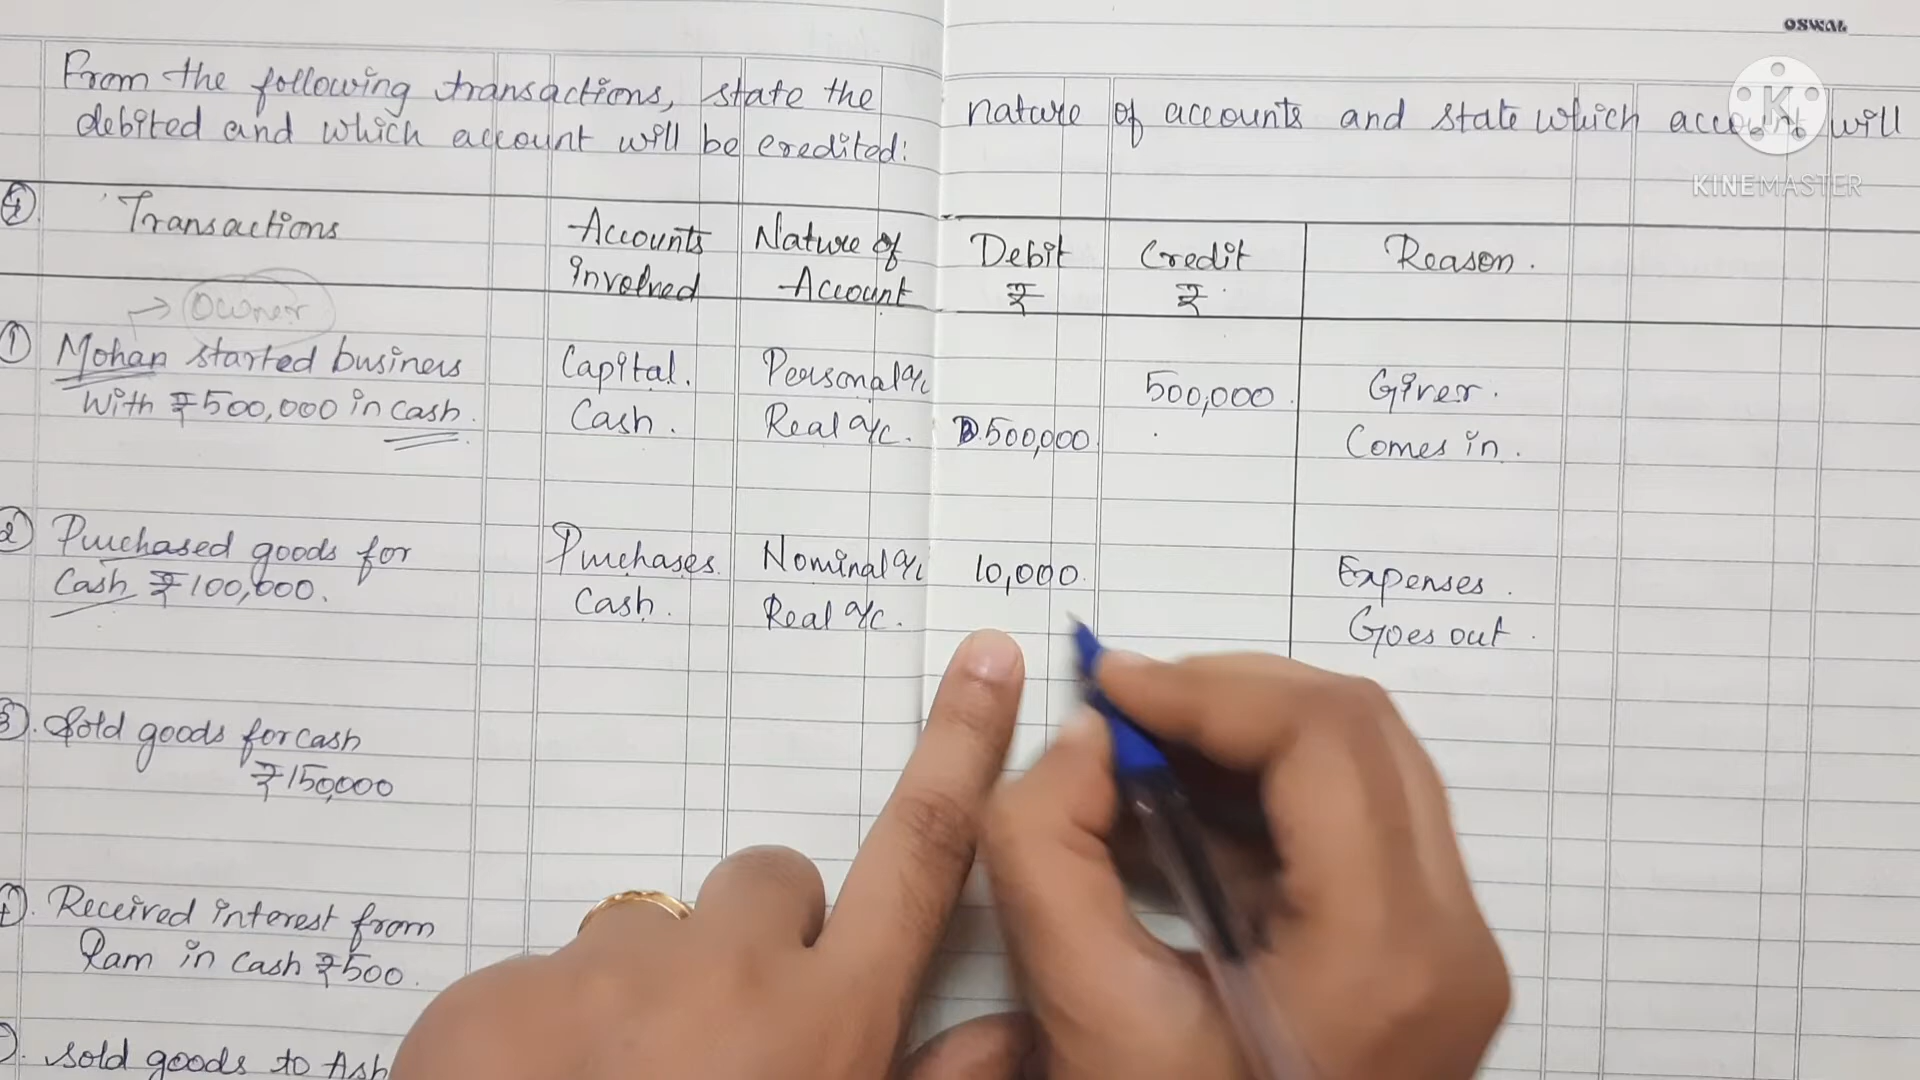 OSWAL
From the following transactions, state the nature of accounts and state which account will
debited and which account will be credited:
KINEMASTER
Transactions
Accounts involved
Nature of Account
Debit ₹
Credit ₹
Reason.
→ Owner
① Mohan started business
with ₹500,000 in cash.
Capital. Personal a/c 500,000. Giver.
Cash. Real a/c. 500,000 Comes in.
② Purchased goods for
cash ₹100,000.
Purchases. Nominal a/c 10,000. Expenses.
Cash. Real a/c. Goes out.
③. Sold goods for cash
₹150,000
Received interest from
Ram in cash ₹500.
sold goods to